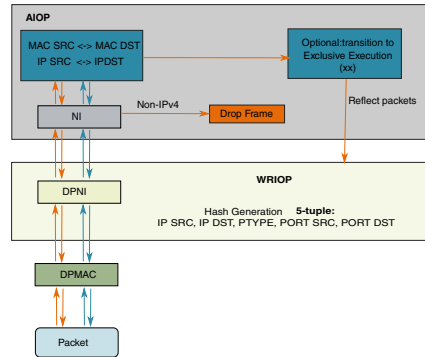 AIOP
MAC SRC <-> MAC DST
IP SRC <-> IPDST
Optional:transition to
Exclusive Execution
(xx)
Non-IPv4
NI
Drop Frame
Reflect packets
WRIOP
DPNI
Hash Generation 5-tuple:
IP SRC, IP DST, PTYPE, PORT SRC, PORT DST
DPMAC
Packet